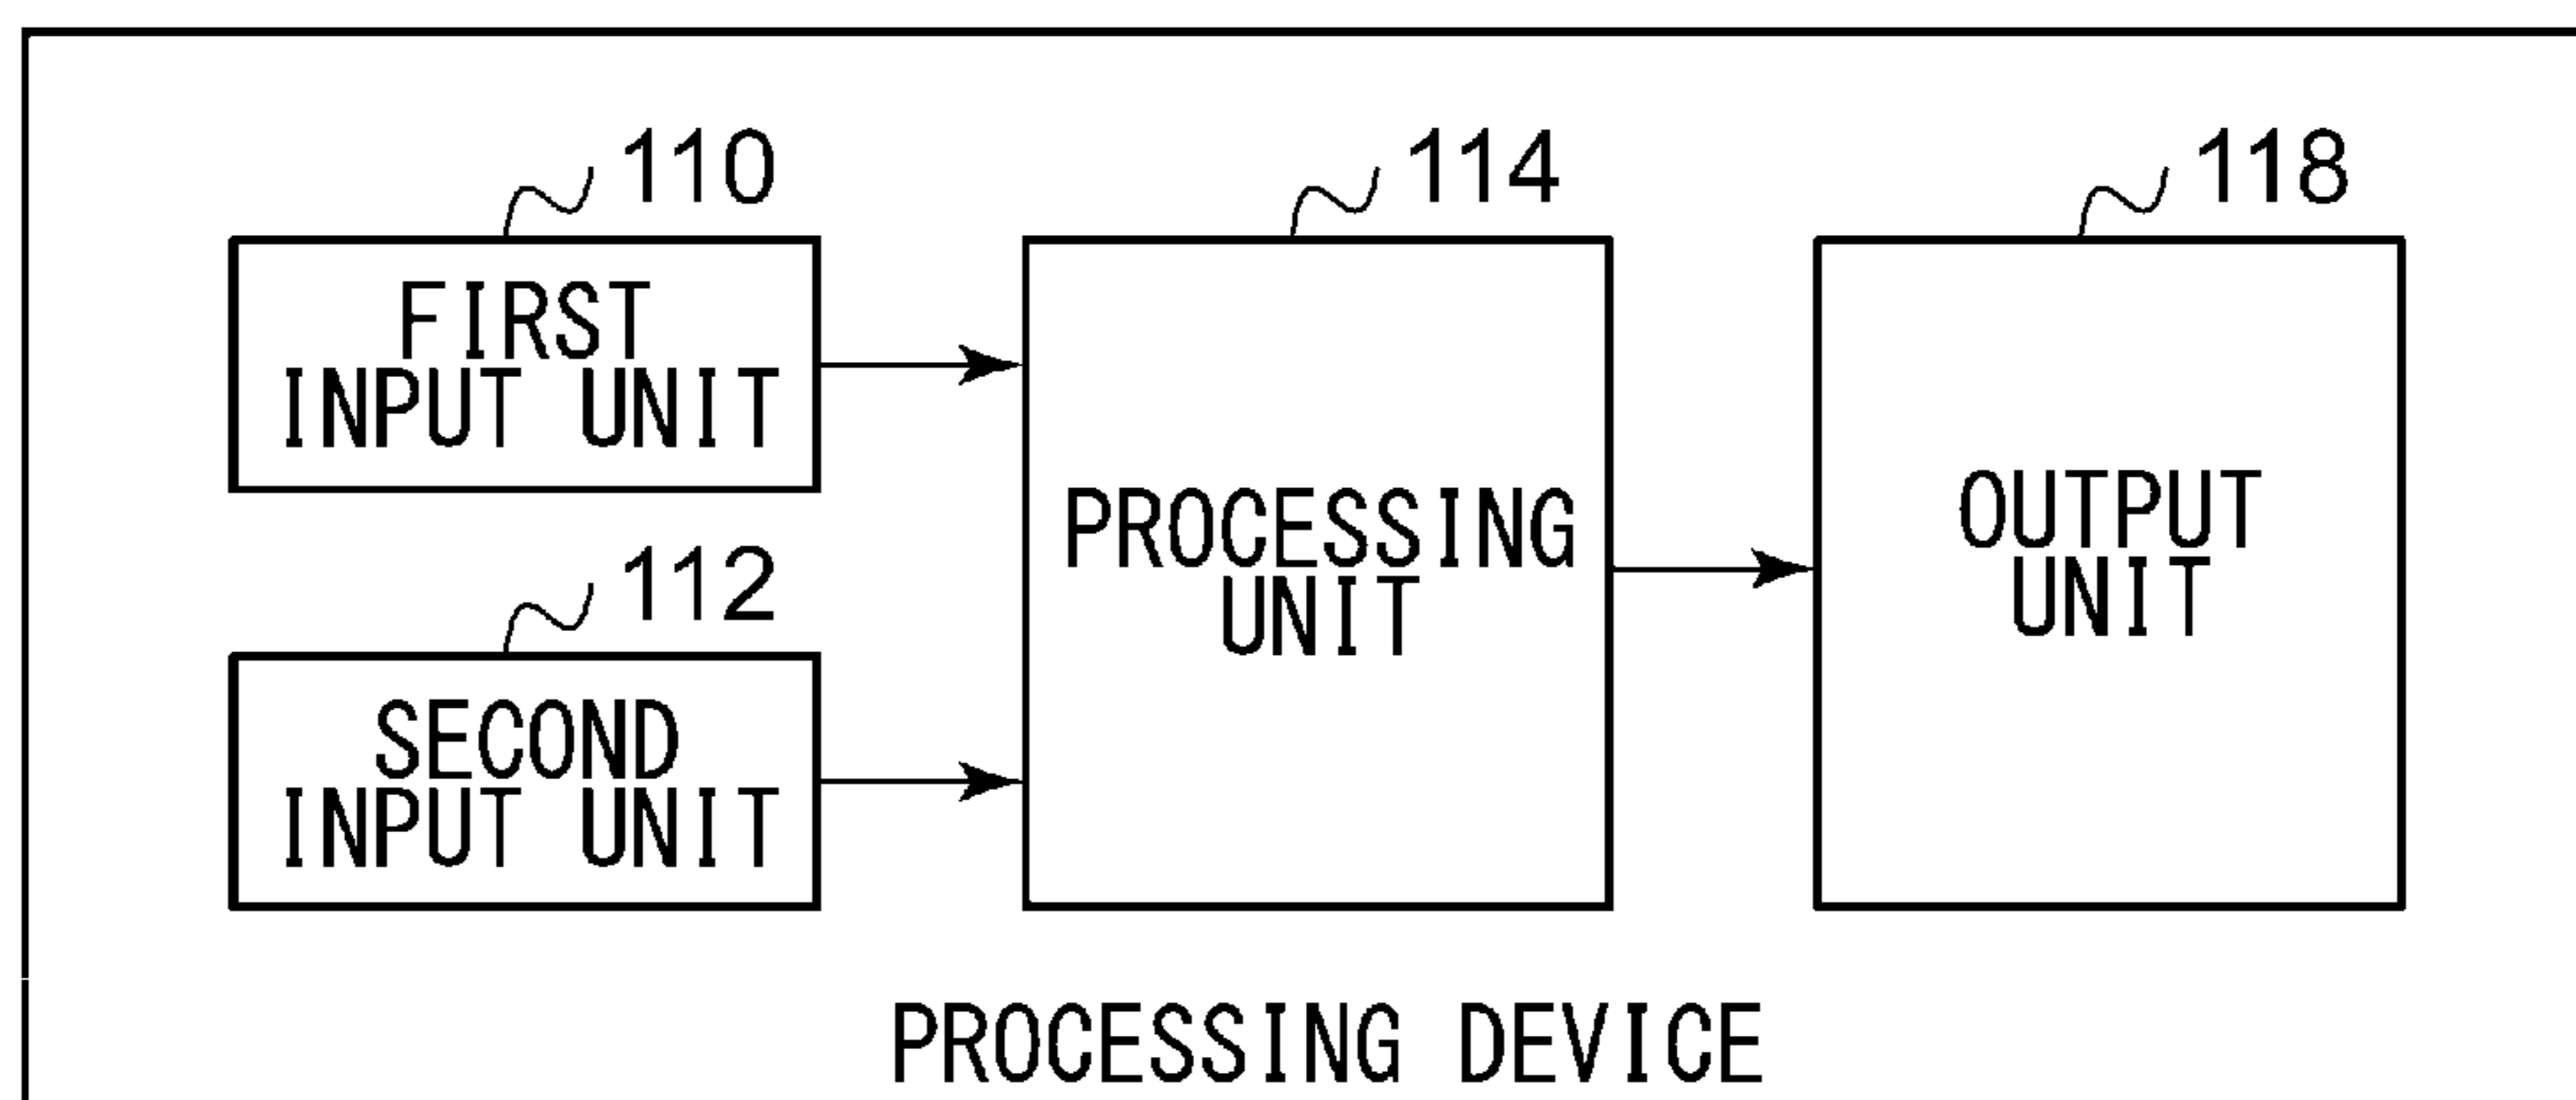 110
FIRST
INPUT UNIT
112
SECOND
INPUT UNIT
114
PROCESSING
UNIT
118
OUTPUT
UNIT
PROCESSING DEVICE